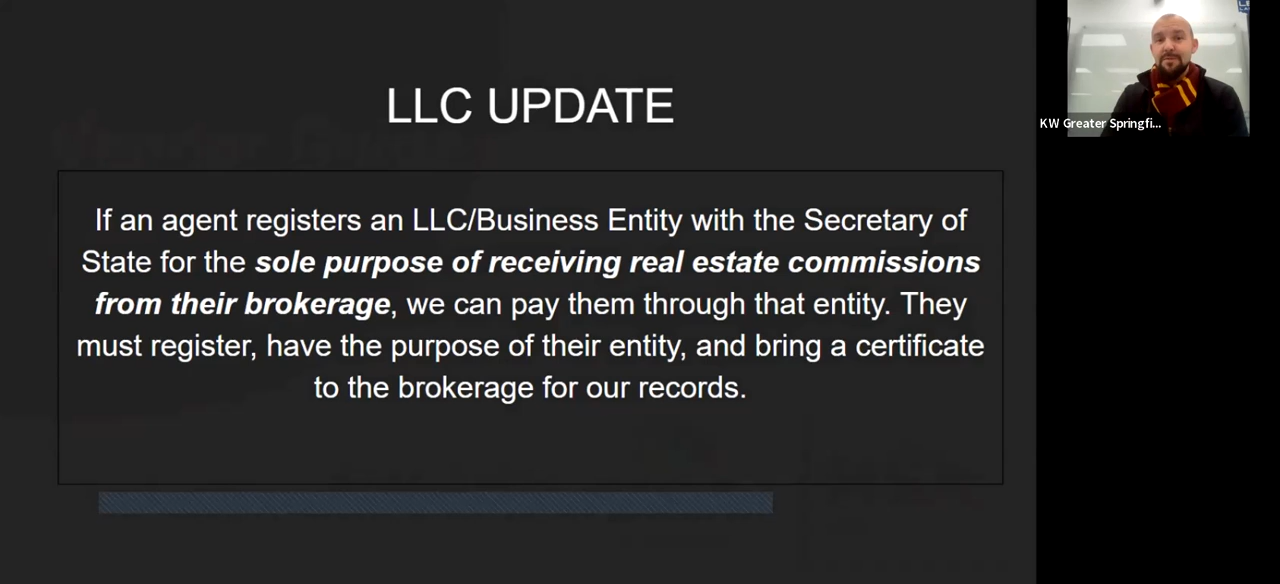 LLC UPDATE
If an agent registers an LLC/Business Entity with the Secretary of
State for the sole purpose of receiving real estate commissions
from their brokerage, we can pay them through that entity. They
must register, have the purpose of their entity, and bring a certificate
to the brokerage for our records.
KW Greater Springfi...